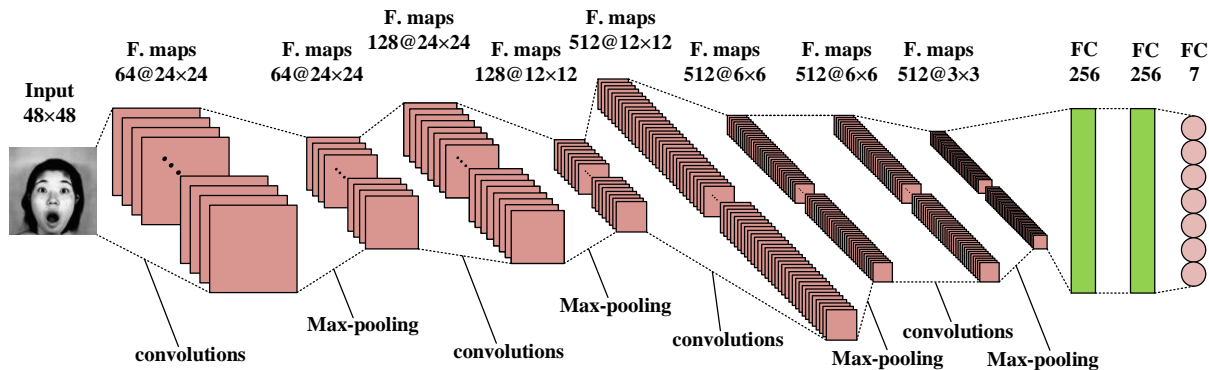 Input
48×48
F. maps
64@24×24
F. maps
64@24×24
F. maps
128@24×24
F. maps
128@12×12
F. maps
512@12×12
F. maps
512@6×6
F. maps
512@6×6
F. maps
512@3×3
FC
256
FC
256
FC
7
convolutions
Max-pooling
convolutions
Max-pooling
convolutions
Max-pooling
convolutions
Max-pooling